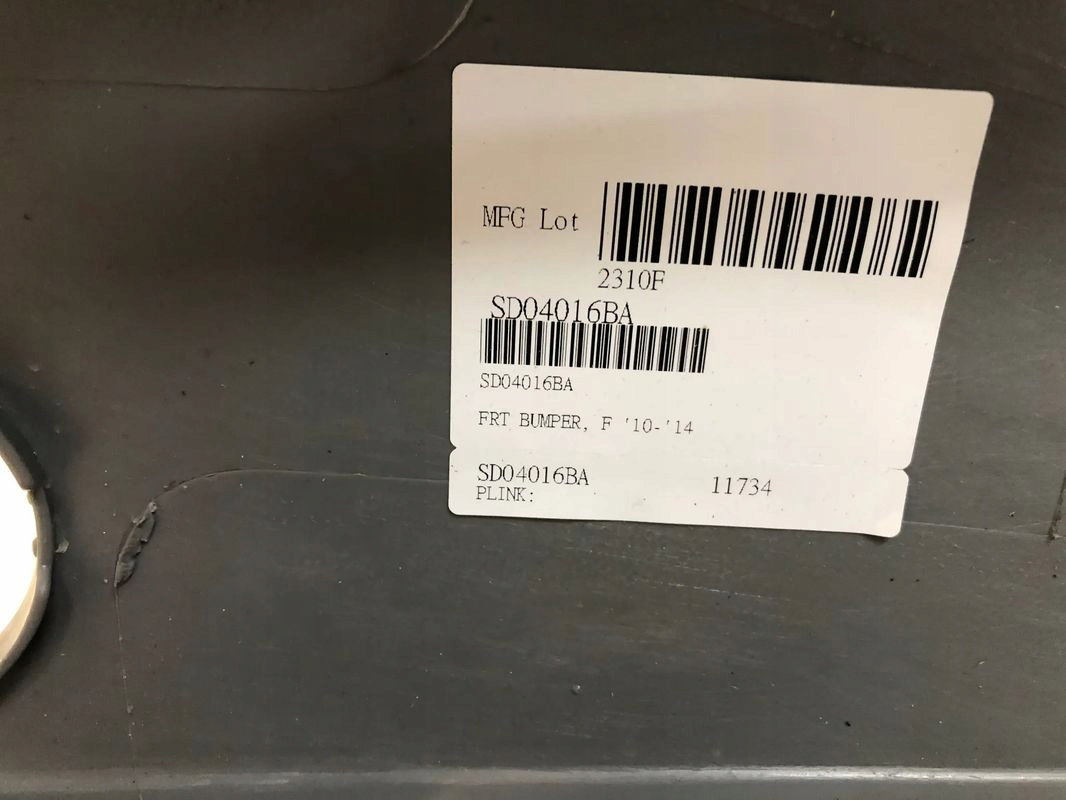 MFG Lot
2310F
SD04016BA
SD04016BA
FRT BUMPER, F '10-'14
SD04016BA 11734
PLINK: